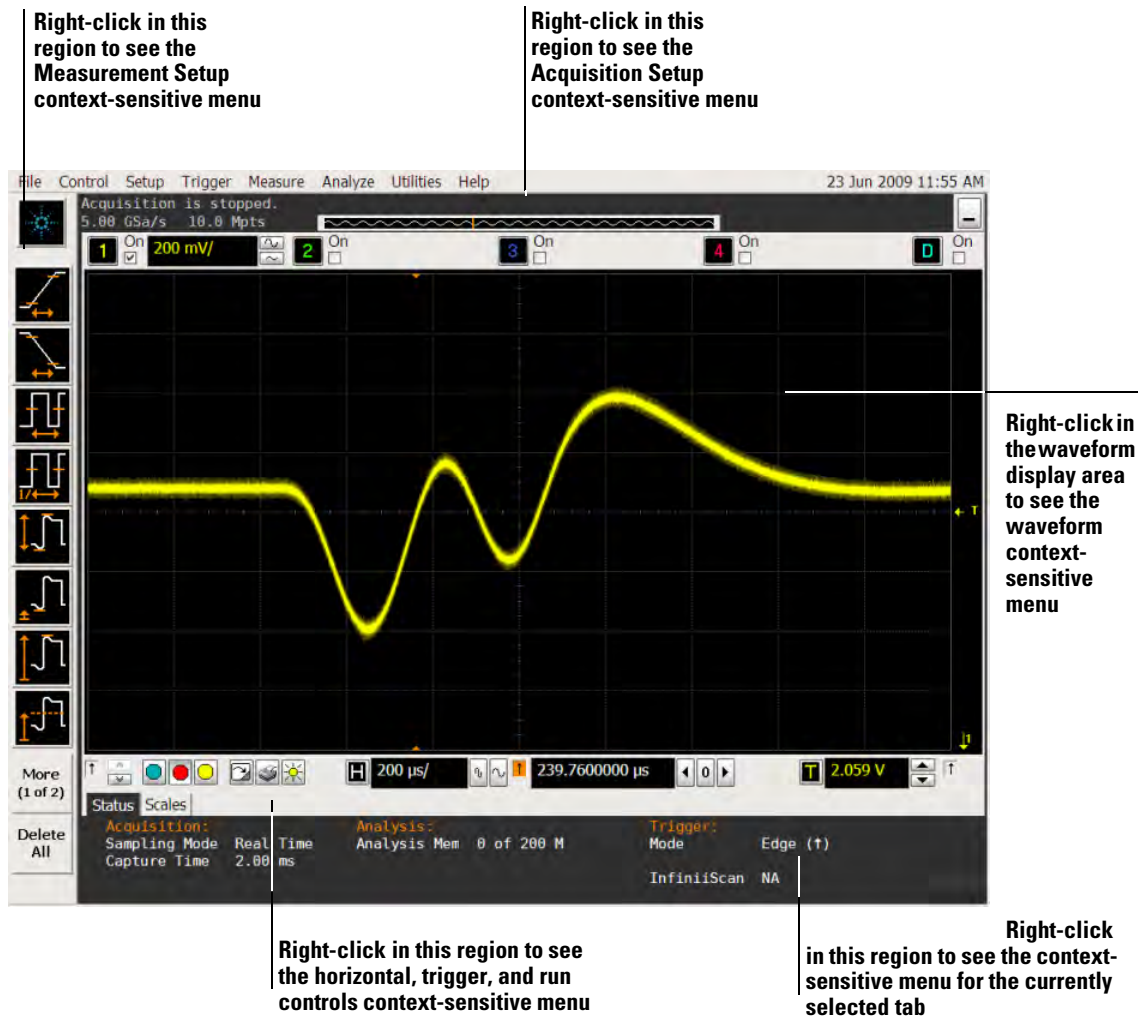 Right-click in this
region to see the
Measurement Setup
context-sensitive menu
Right-click in this
region to see the
Acquisition Setup
context-sensitive menu
File Control Setup Trigger Measure Analyze Utilities Help 23 Jun 2009 11:55 AM
Acquisition is stopped.
5.00 GSa/s 10.0 Mpts
1 On 200 mV/ 2 On 3 On 4 On D On
1/
T
Right-click in
the waveform
display area
to see the
waveform
context-
sensitive
menu
1
More
(1 of 2)
H 200 µs/ 239.7600000 µs 0 T 2.059 V
Delete
All
Status Scales
Acquisition: Analysis: Trigger:
Sampling Mode Real Time Analysis Mem 0 of 200 M Mode Edge (↑)
Capture Time 2.00 ms
InfiniiScan NA
Right-click in this region to see
the horizontal, trigger, and run
controls context-sensitive menu
Right-click
in this region to see the context-
sensitive menu for the currently
selected tab